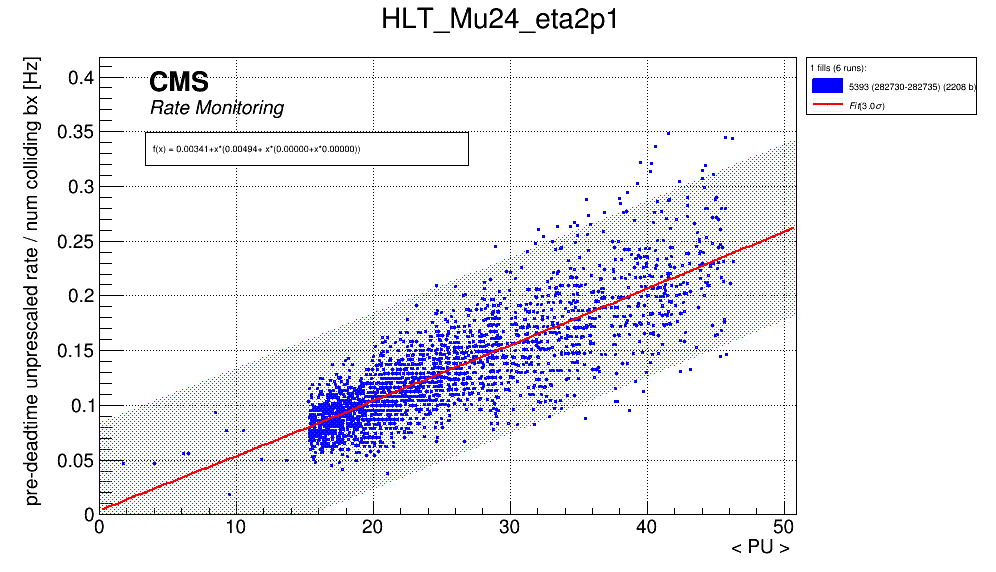 HLT_Mu24_eta2p1
pre-deadtime unprescaled rate / num colliding bx [Hz]
0.4
0.35
0.3
0.25
0.2
0.15
0.1
0.05
0
CMS
Rate Monitoring
f(x) = 0.00341+x*(0.00494+ x*(0.00000+x*0.00000))
0 10 20 30 40 50
< PU >
1 fills (6 runs):
5393 (282730-282735) (2208 b)
Fit(3.0σ)